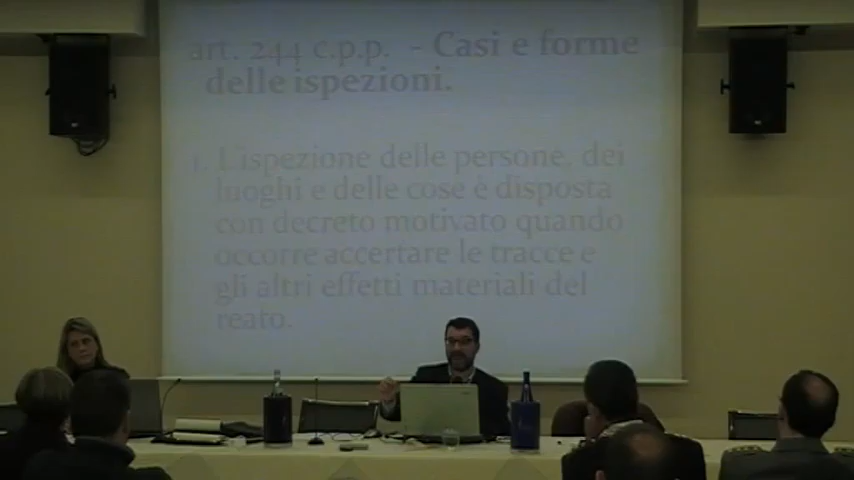 art. 244 c.p.p. - Casi e forme
delle ispezioni.
1. L'ispezione delle persone, dei
luoghi e delle cose è disposta
con decreto motivato quando
occorre accertare le tracce e
gli altri effetti materiali del
reato.